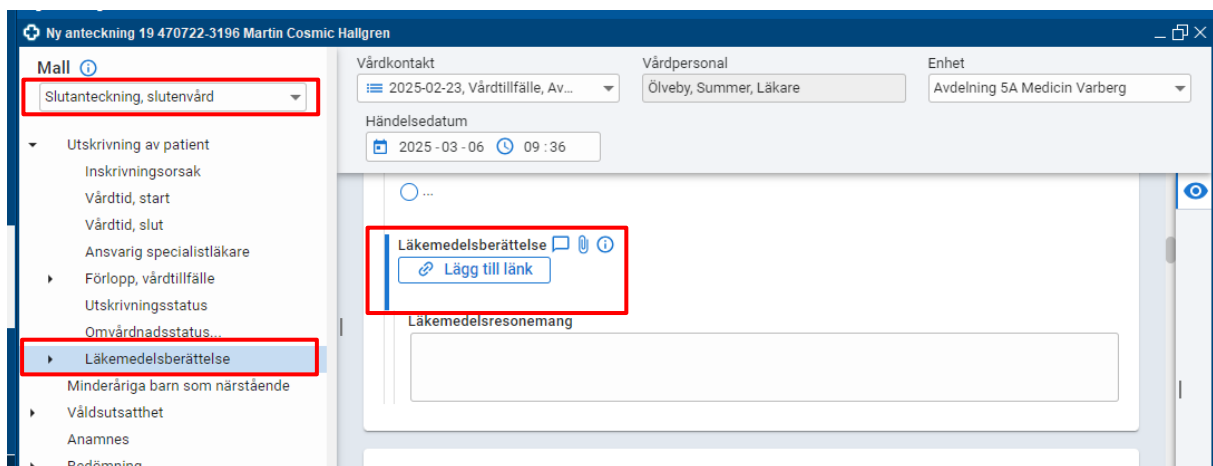 Ny anteckning 19 470722-3196 Martin Cosmic Hallgren
Mall
Slutanteckning, slutenvård
Utskrivning av patient
Inskrivningsorsak
Vårdtid, start
Vårdtid, slut
Ansvarig specialistläkare
Förlopp, vårdtillfälle
Utskrivningsstatus
Omvårdnadsstatus...
Läkemedelsberättelse
Minderåriga barn som närstående
Våldsutsatthet
Anamnes
Bedömning
Vårdkontakt
2025-02-23, Vårdtillfälle, Av...
Vårdpersonal
Ölveby, Summer, Läkare
Enhet
Avdelning 5A Medicin Varberg
Händelsedatum
2025-03-06 09:36
...
Läkemedelsberättelse
Lägg till länk
Läkemedelsresonemang